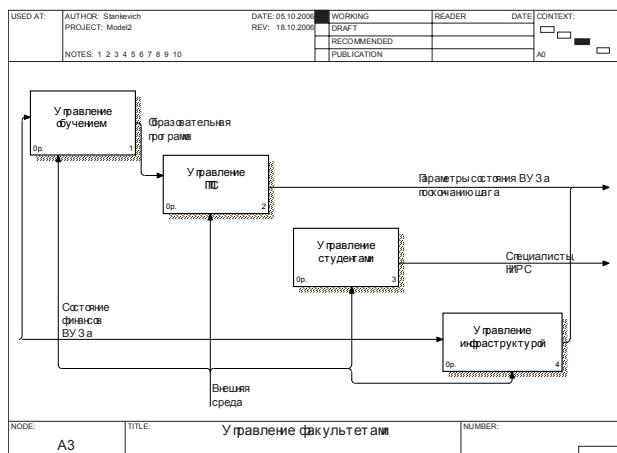 USED AT:
AUTHOR: Stankevich
DATE: 05.10.2006
WORKING
READER
DATE
CONTEXT:
PROJECT: Model2
REV: 18.10.2006
DRAFT
RECOMMENDED
NOTES: 1 2 3 4 5 6 7 8 9 10
PUBLICATION
A0
Управление
обучением
0р.
1
Образовательная
програма
Управление
ППС
0р.
2
Параметры состояния ВУЗа
по окончанию шага
Управление
студентами
0р.
3
Специалисты,
НИРС
Состояние
финансов
ВУЗа
Управление
инфраструктурой
0р.
4
Внешняя
среда
NODE:
TITLE:
Управление факультетами
NUMBER:
A3